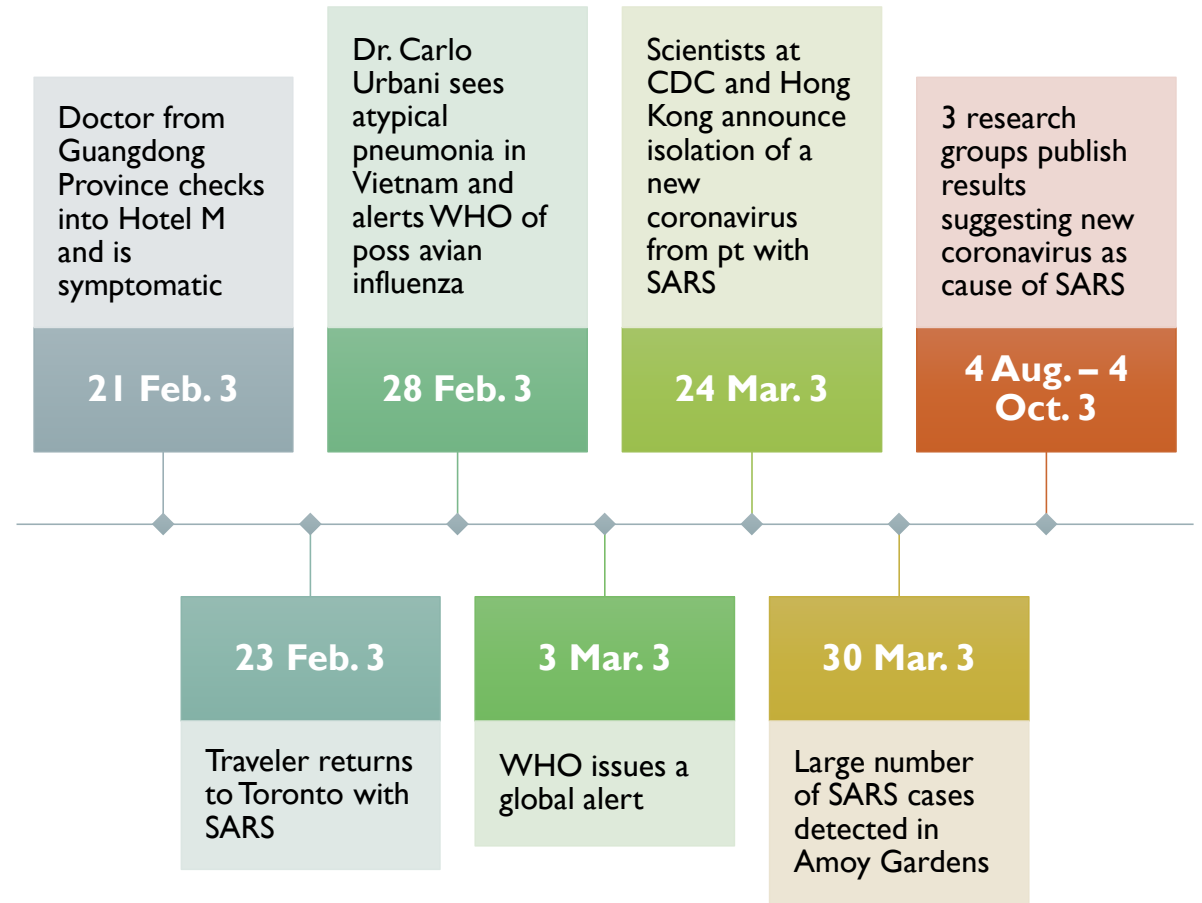 Doctor from
Guangdong
Province checks
into Hotel M
and is
symptomatic
21 Feb. 3
23 Feb. 3
Traveler returns
to Toronto with
SARS
Dr. Carlo
Urbani sees
atypical
pneumonia in
Vietnam and
alerts WHO of
poss avian
influenza
28 Feb. 3
3 Mar. 3
WHO issues a
global alert
Scientists at
CDC and Hong
Kong announce
isolation of a
new
coronavirus
from pt with
SARS
24 Mar. 3
30 Mar. 3
Large number
of SARS cases
detected in
Amoy Gardens
3 research
groups publish
results
suggesting new
coronavirus as
cause of SARS
4 Aug. – 4
Oct. 3